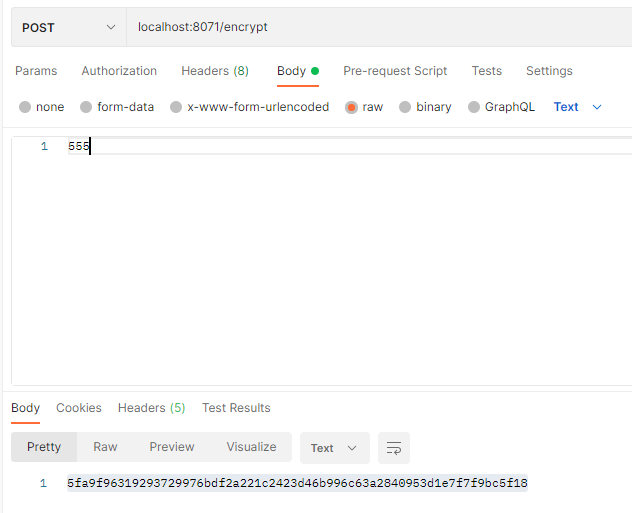 POST localhost:8071/encrypt
Params Authorization Headers (8) Body Pre-request Script Tests Settings
none form-data x-www-form-urlencoded raw binary GraphQL Text
1 555
Body Cookies Headers (5) Test Results
Pretty Raw Preview Visualize Text
1 5fa9f96319293729976bdf2a221c2423d46b996c63a2840953d1e7f7f9bc5f18